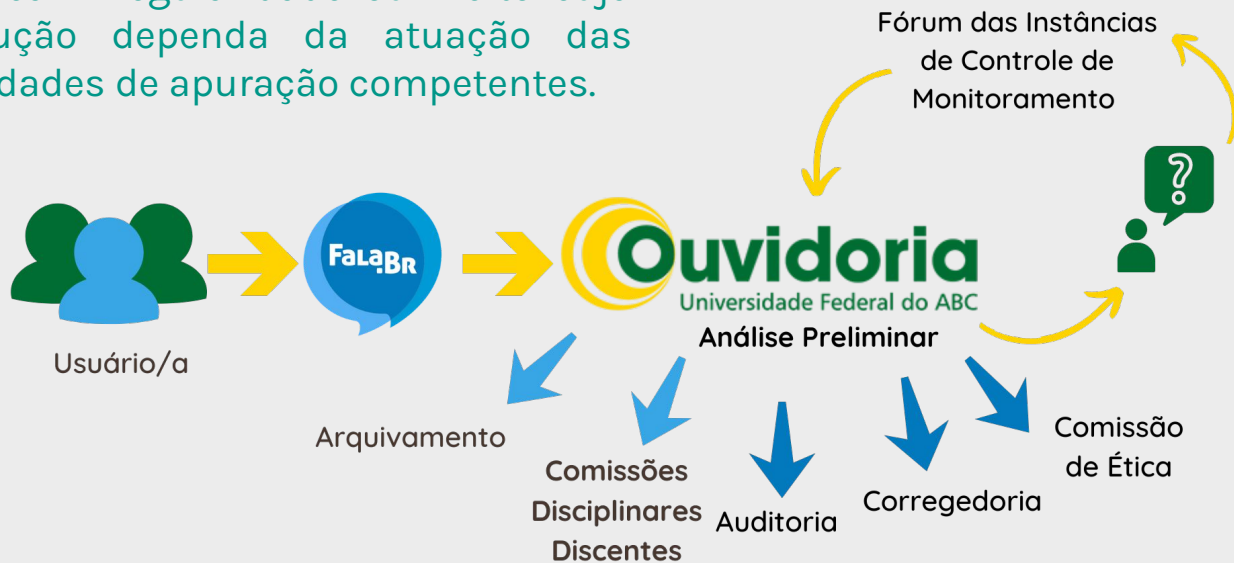 ução dependa da atuação das
dades de apuração competentes.
Fórum das Instâncias
de Controle de
Monitoramento
?
FalaBR
Ouvidoria
Universidade Federal do ABC
Análise Preliminar
Usuário/a
Arquivamento
Comissões
Disciplinares
Discentes
Auditoria
Corregedoria
Comissão
de Ética